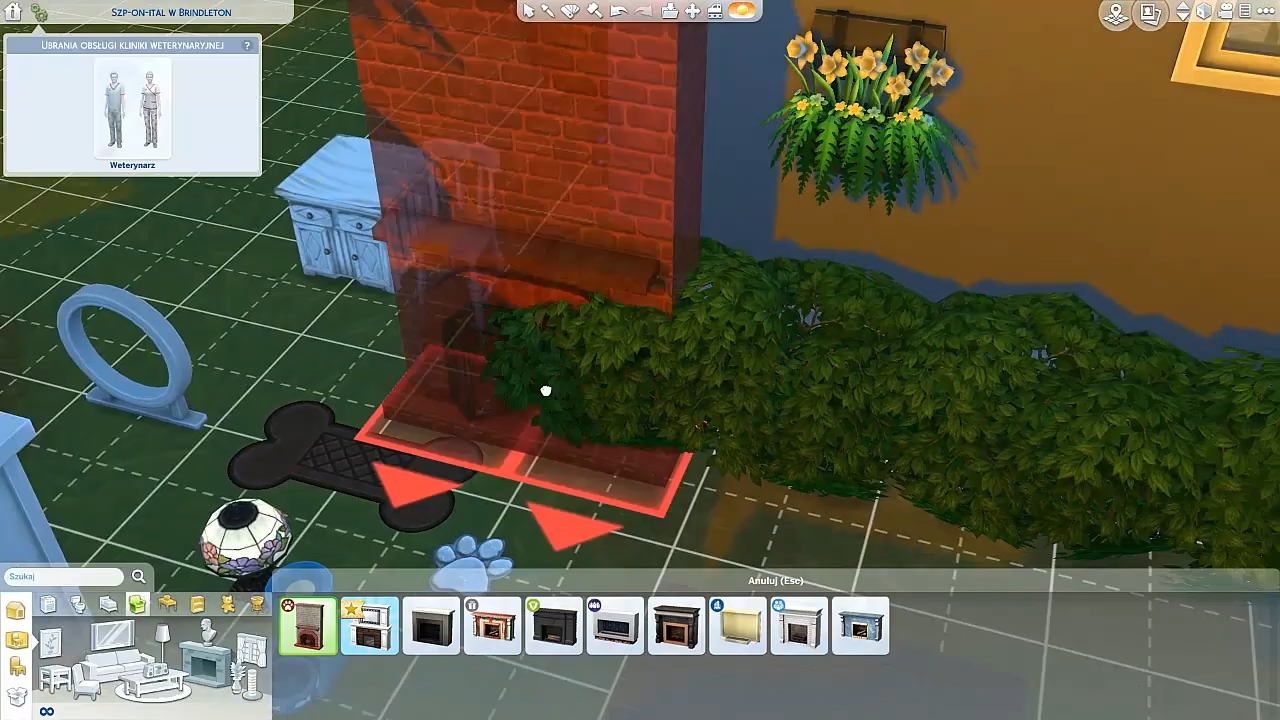 Szp-on-ital w Brindleton
Ubrania obsługi kliniki weterynaryjnej
?
Weterynarz
Anuluj (Esc)
Szukaj